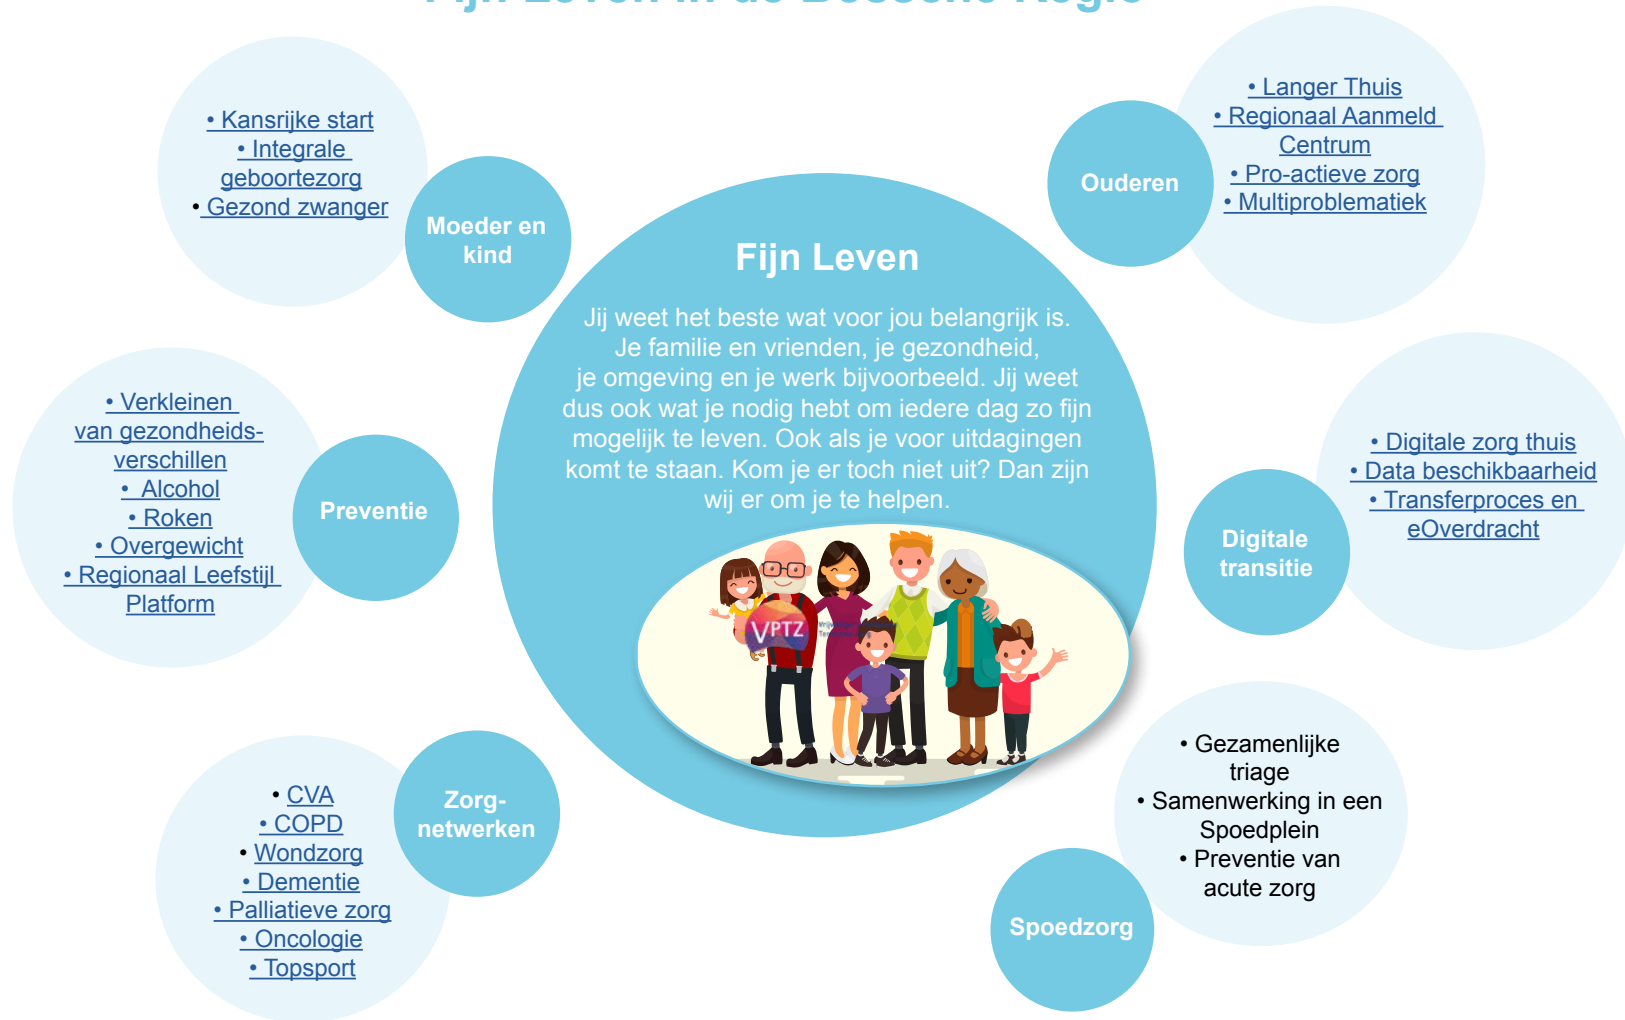 Fijn Leven in de Bossche Regio
• Kansrijke start
• Integrale
geboortezorg
• Gezond zwanger
Moeder en
kind
• Langer Thuis
• Regionaal Aanmeld
Centrum
• Pro-actieve zorg
• Multiproblematiek
Ouderen
Fijn Leven
Jij weet het beste wat voor jou belangrijk is.
Je familie en vrienden, je gezondheid,
je omgeving en je werk bijvoorbeeld. Jij weet
dus ook wat je nodig hebt om iedere dag zo fijn
mogelijk te leven. Ook als je voor uitdagingen
komt te staan. Kom je er toch niet uit? Dan zijn
wij er om je te helpen.
VPTZ
• Verkleinen
van gezondheids-
verschillen
• Alcohol
• Roken
• Overgewicht
• Regionaal Leefstijl
Platform
Preventie
• Digitale zorg thuis
• Data beschikbaarheid
• Transferproces en
eOverdracht
Digitale
transitie
• CVA
• COPD
• Wondzorg
• Dementie
• Palliatieve zorg
• Oncologie
• Topsport
Zorg-
netwerken
• Gezamenlijke
triage
• Samenwerking in een
Spoedplein
• Preventie van
acute zorg
Spoedzorg